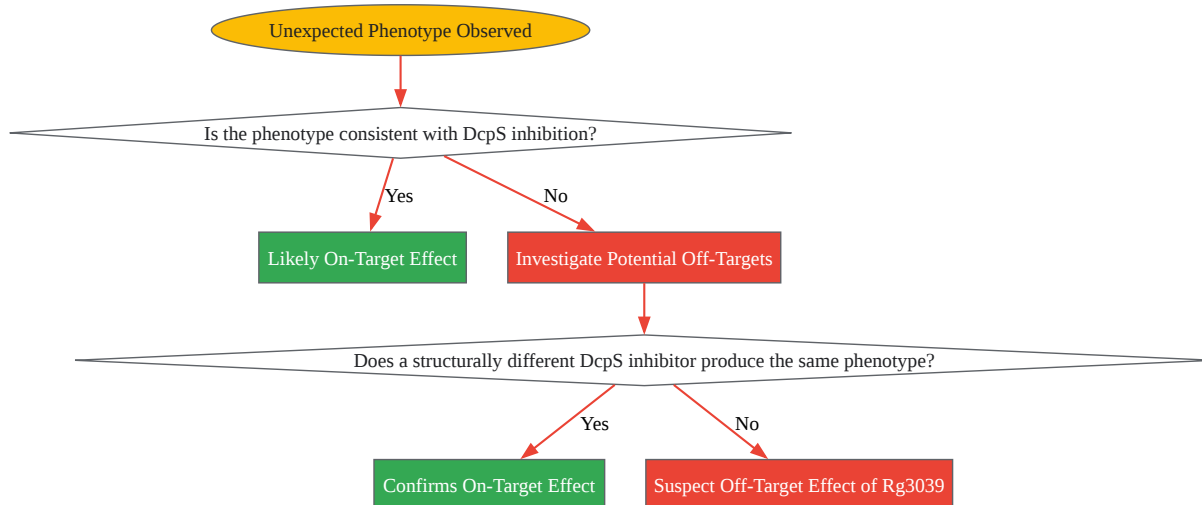 Unexpected Phenotype Observed
Is the phenotype consistent with DcpS inhibition?
Yes
No
Likely On-Target Effect
Investigate Potential Off-Targets
Does a structurally different DcpS inhibitor produce the same phenotype?
Yes
No
Confirms On-Target Effect
Suspect Off-Target Effect of Rg3039